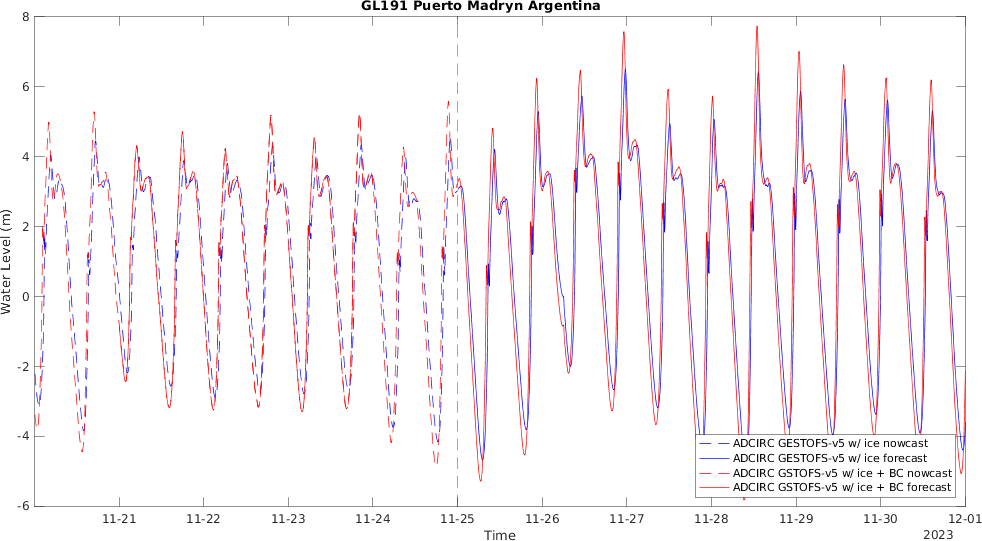 GL191 Puerto Madryn Argentina
8
6
4
2
0
-2
-4
-6
Water Level (m)
ADCIRC GESTOFS-v5 w/ ice nowcast
ADCIRC GESTOFS-v5 w/ ice forecast
ADCIRC GSTOFS-v5 w/ ice + BC nowcast
ADCIRC GSTOFS-v5 w/ ice + BC forecast
11-21 11-22 11-23 11-24 11-25 11-26 11-27 11-28 11-29 11-30 12-01
Time
2023